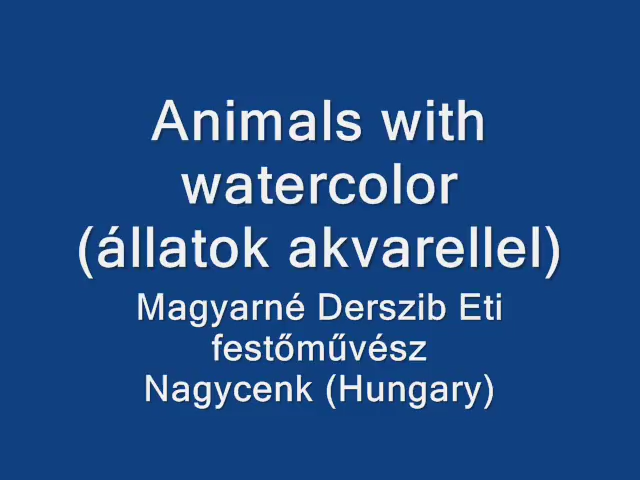 Animals with
watercolor
(állatok akvarellel)
Magyarné Derszib Eti
festőművész
Nagycenk (Hungary)